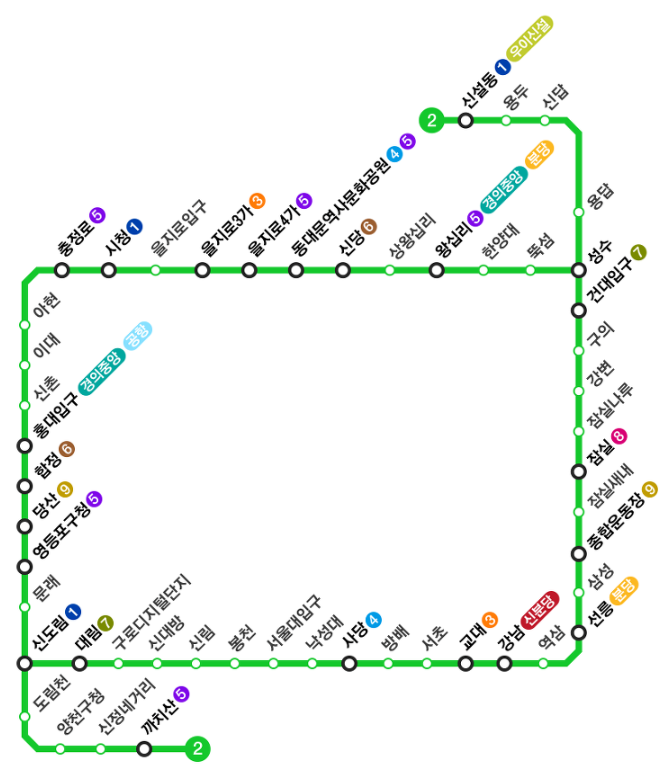 2
신설동 1 우이신설
용두
신답
용답
충정로 5
시청 1
을지로입구
을지로3가 3
을지로4가 5
동대문역사문화공원 4 5
신당 6
상왕십리
왕십리 5 경의중앙 분당
한양대
뚝섬
성수
건대입구 7
구의
강변
잠실나루
잠실 8
잠실새내
종합운동장 9
삼성
선릉 분당
아현
이대
신촌
홍대입구 경의중앙 공항
합정 6
당산 9
영등포구청 5
문래
신도림 1
대림 7
구로디지털단지
신대방
신림
봉천
서울대입구
낙성대
사당 4
방배
서초
교대 3
강남 신분당
역삼
도림천
양천구청
신정네거리
까치산 5
2